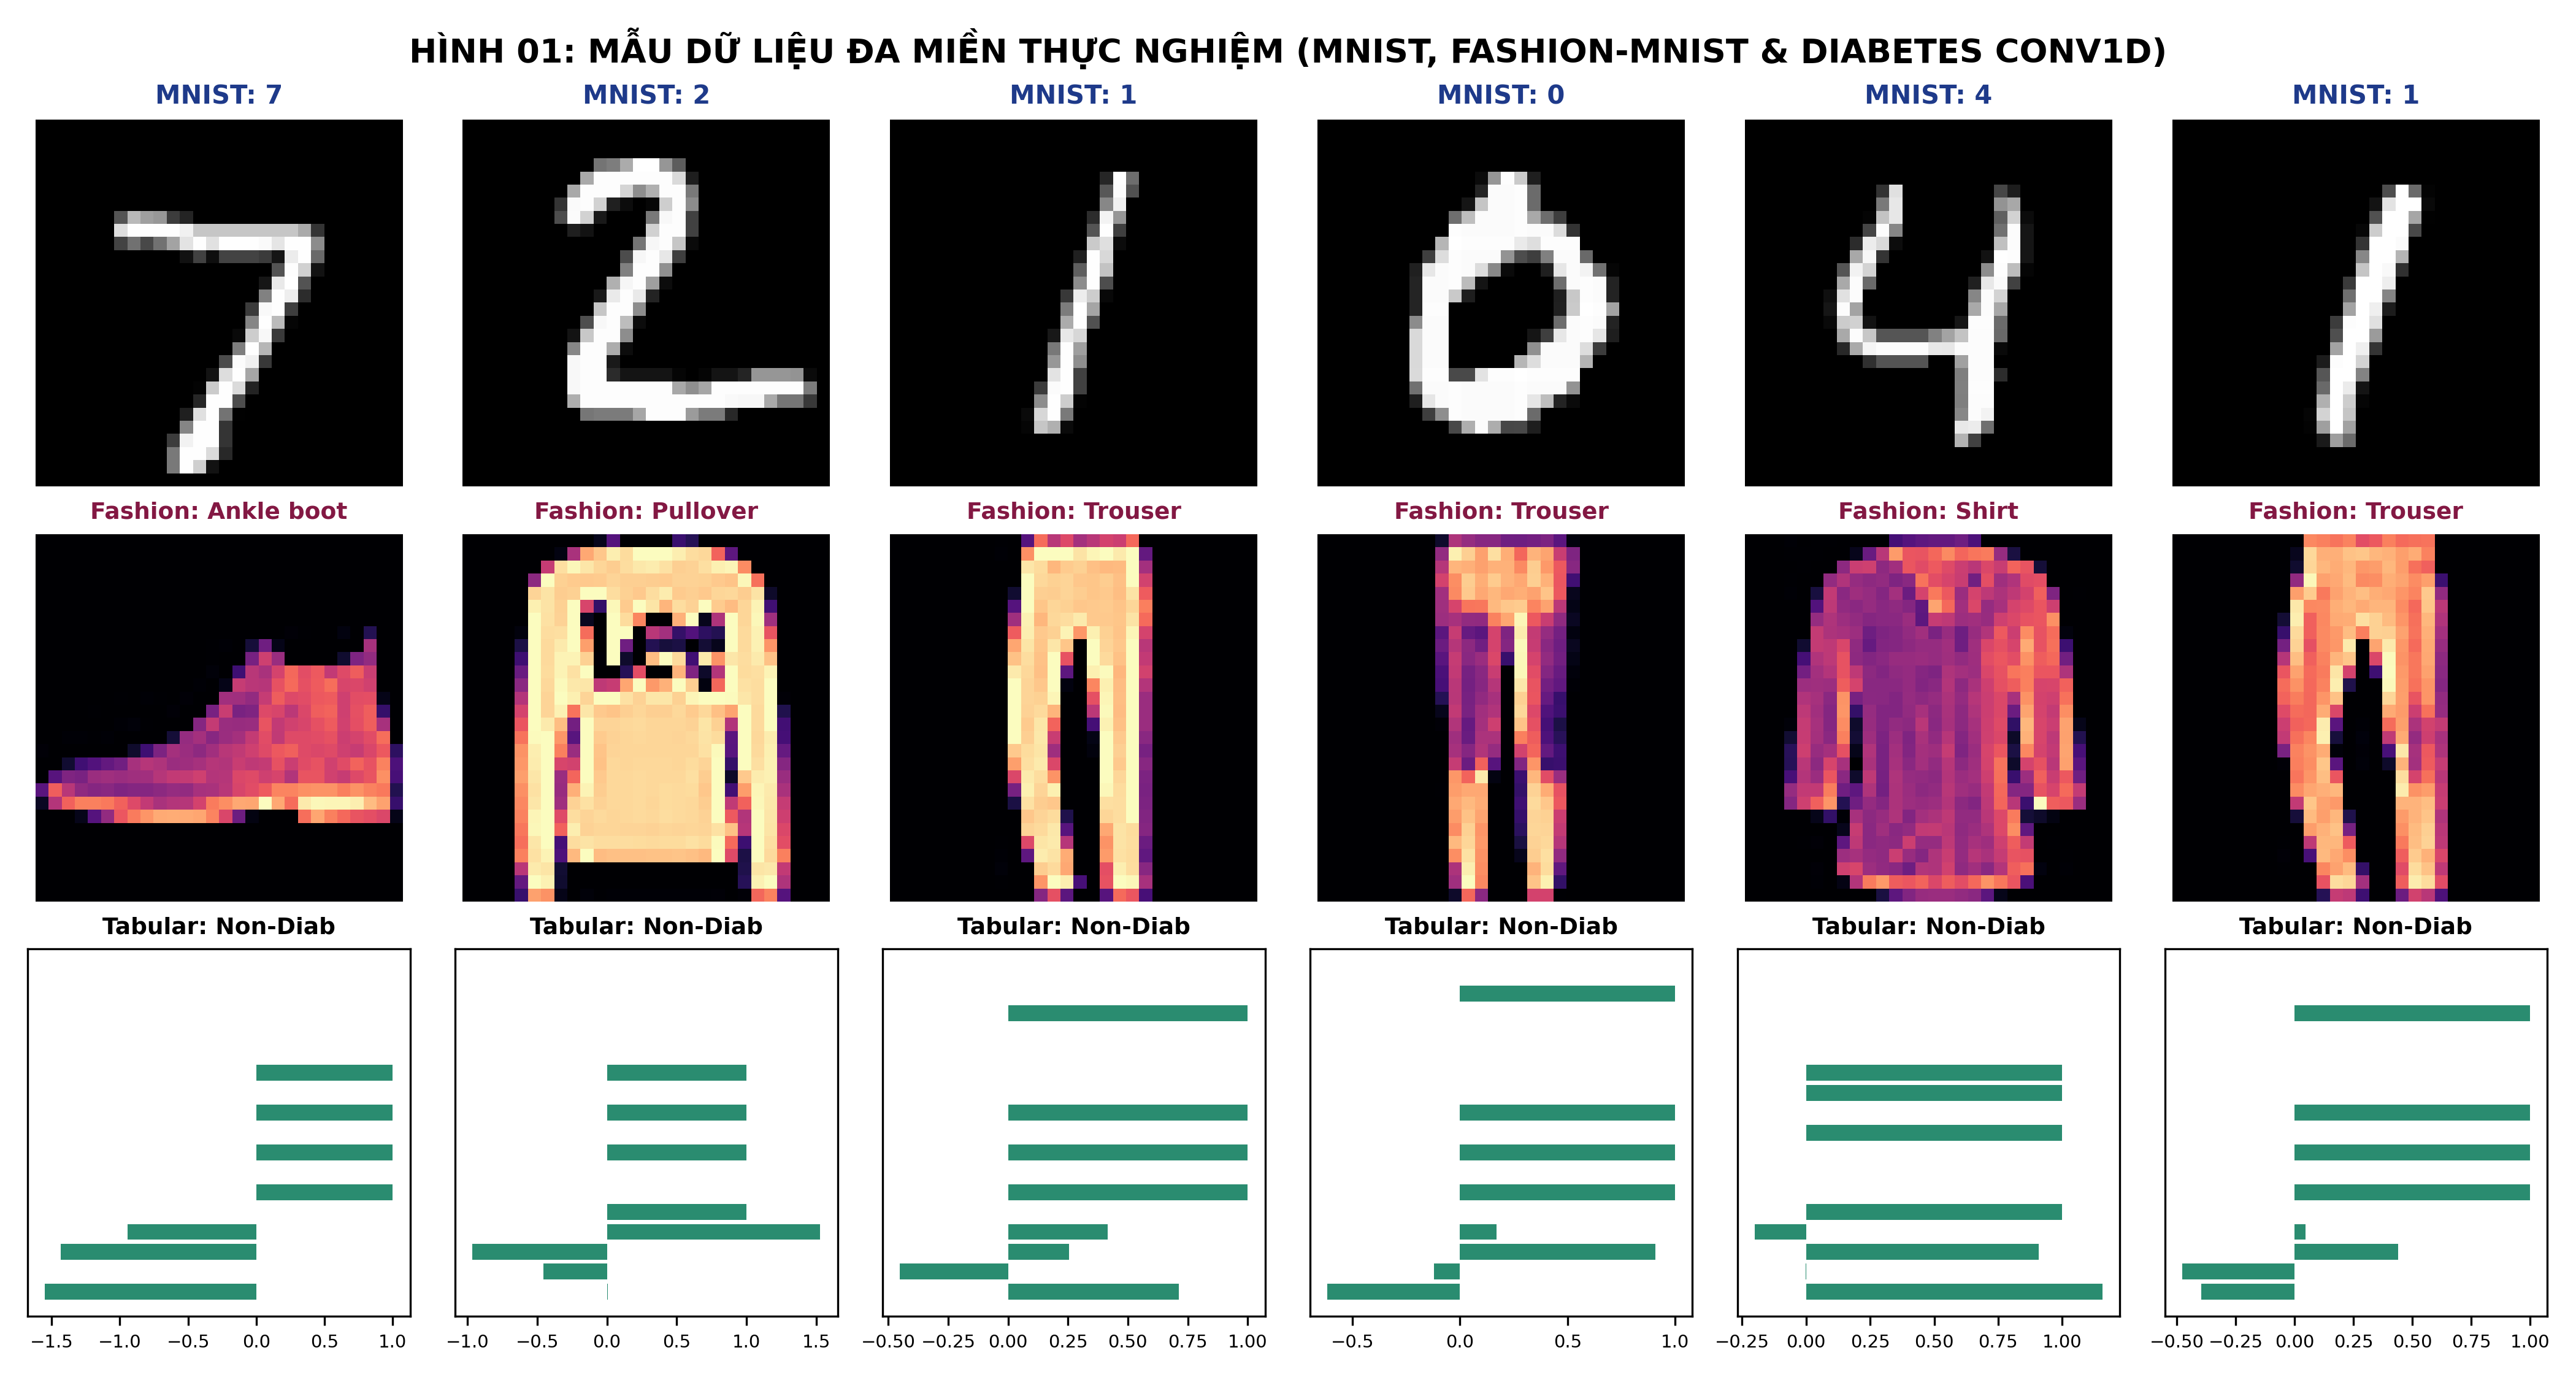 HÌNH 01: MẪU DỮ LIỆU ĐA MIỀN THỰC NGHIỆM (MNIST, FASHION-MNIST & DIABETES CONV1D)
MNIST: 7 MNIST: 2 MNIST: 1 MNIST: 0 MNIST: 4 MNIST: 1
Fashion: Ankle boot Fashion: Pullover Fashion: Trouser Fashion: Trouser Fashion: Shirt Fashion: Trouser
Tabular: Non-Diab Tabular: Non-Diab Tabular: Non-Diab Tabular: Non-Diab Tabular: Non-Diab Tabular: Non-Diab
−1.5 −1.0 −0.5 0.0 0.5 1.0 −1.0 −0.5 0.0 0.5 1.0 1.5 −0.50 −0.25 0.00 0.25 0.50 0.75 1.00 −0.5 0.0 0.5 1.0 −0.25 0.00 0.25 0.50 0.75 1.00 −0.50 −0.25 0.00 0.25 0.50 0.75 1.00